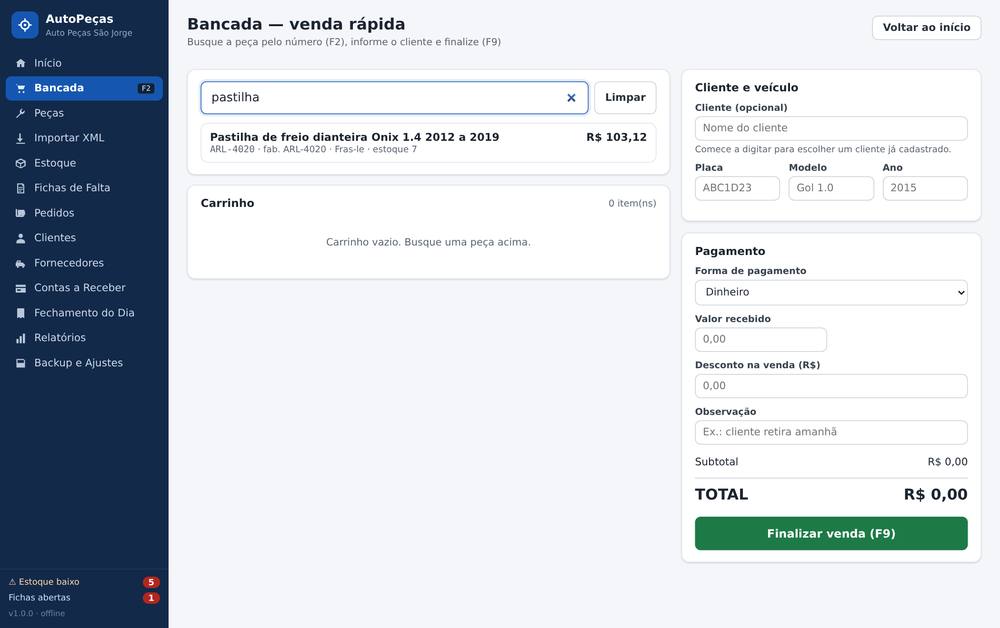 AutoPeças
Auto Peças São Jorge
Início
Bancada F2
Peças
Importar XML
Estoque
Fichas de Falta
Pedidos
Clientes
Fornecedores
Contas a Receber
Fechamento do Dia
Relatórios
Backup e Ajustes
⚠ Estoque baixo 5
Fichas abertas 1
v1.0.0 · offline
Bancada — venda rápida
Busque a peça pelo número (F2), informe o cliente e finalize (F9)
Voltar ao início
pastilha
Limpar
Pastilha de freio dianteira Onix 1.4 2012 a 2019 R$ 103,12
ARL-4020 · fab. ARL-4020 · Fras-le · estoque 7
Carrinho 0 item(ns)
Carrinho vazio. Busque uma peça acima.
Cliente e veículo
Cliente (opcional)
Nome do cliente
Comece a digitar para escolher um cliente já cadastrado.
Placa Modelo Ano
ABC1D23 Gol 1.0 2015
Pagamento
Forma de pagamento
Dinheiro
Valor recebido
0,00
Desconto na venda (R$)
0,00
Observação
Ex.: cliente retira amanhã
Subtotal R$ 0,00
TOTAL R$ 0,00
Finalizar venda (F9)